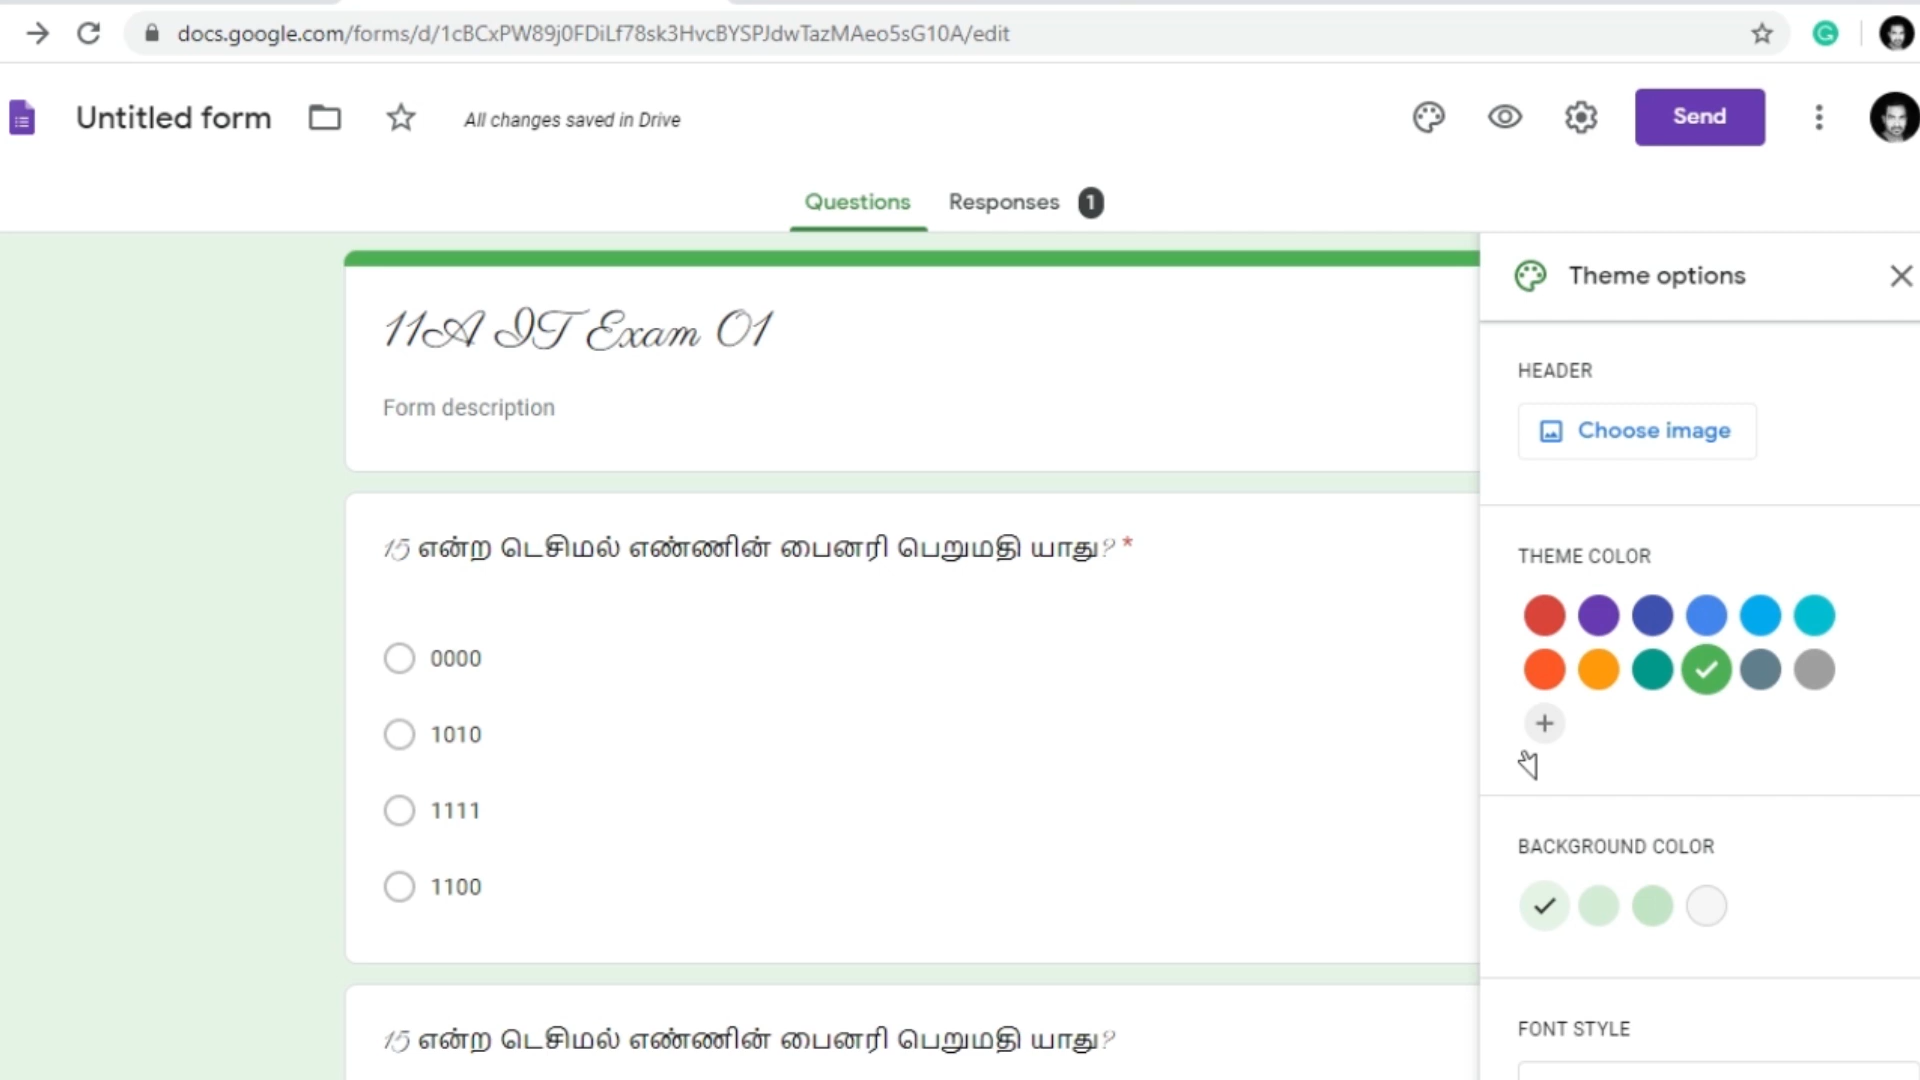 docs.google.com/forms/d/1cBCxPW89j0FDiLf78sk3HvcBYSPJdwTazMAeo5sG10A/edit
Untitled form
All changes saved in Drive
Send
Questions
Responses 1
11A IT Exam 01
Form description
15 என்ற டெசிமல் எண்ணின் பைனரி பெறுமதி யாது? *
0000
1010
1111
1100
15 என்ற டெசிமல் எண்ணின் பைனரி பெறுமதி யாது?
Theme options
HEADER
Choose image
THEME COLOR
BACKGROUND COLOR
FONT STYLE